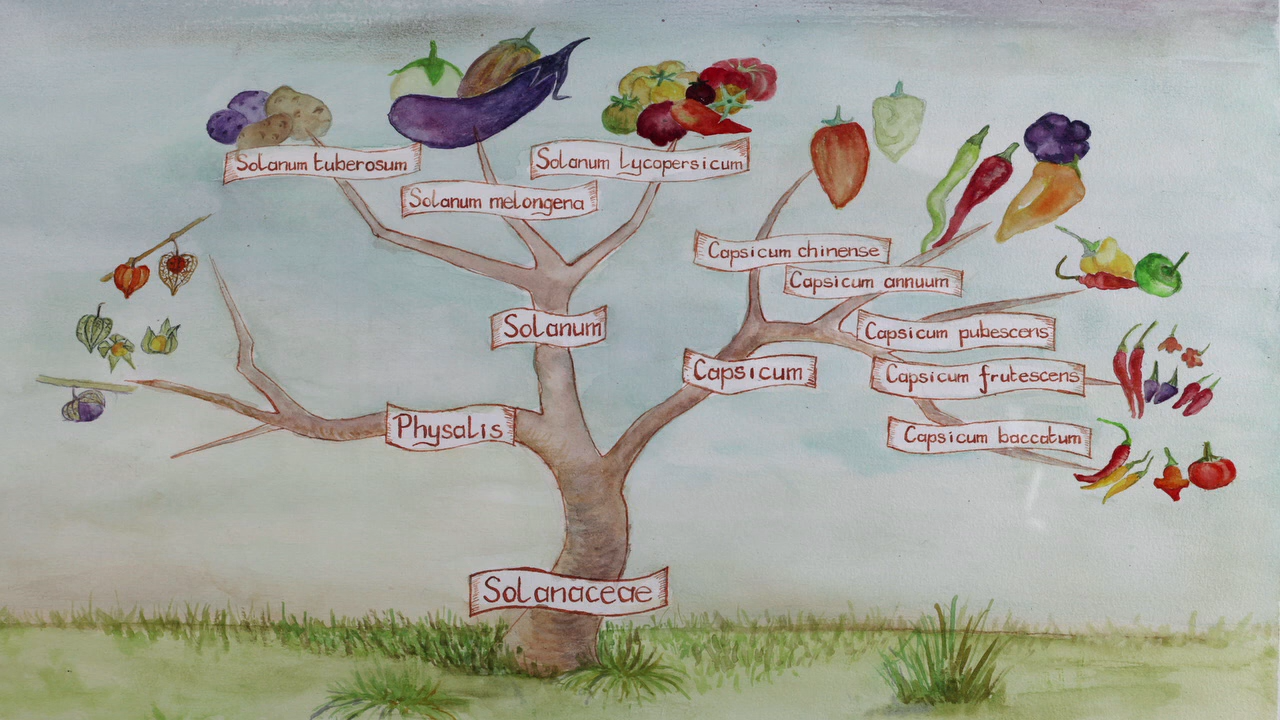 Solanum tuberosum
Solanum Lycopersicum
Solanum melongena
Capsicum chinense
Capsicum annuum
Solanum
Capsicum pubescens
Capsicum
Capsicum frutescens
Physalis
Capsicum baccatum
Solanaceae